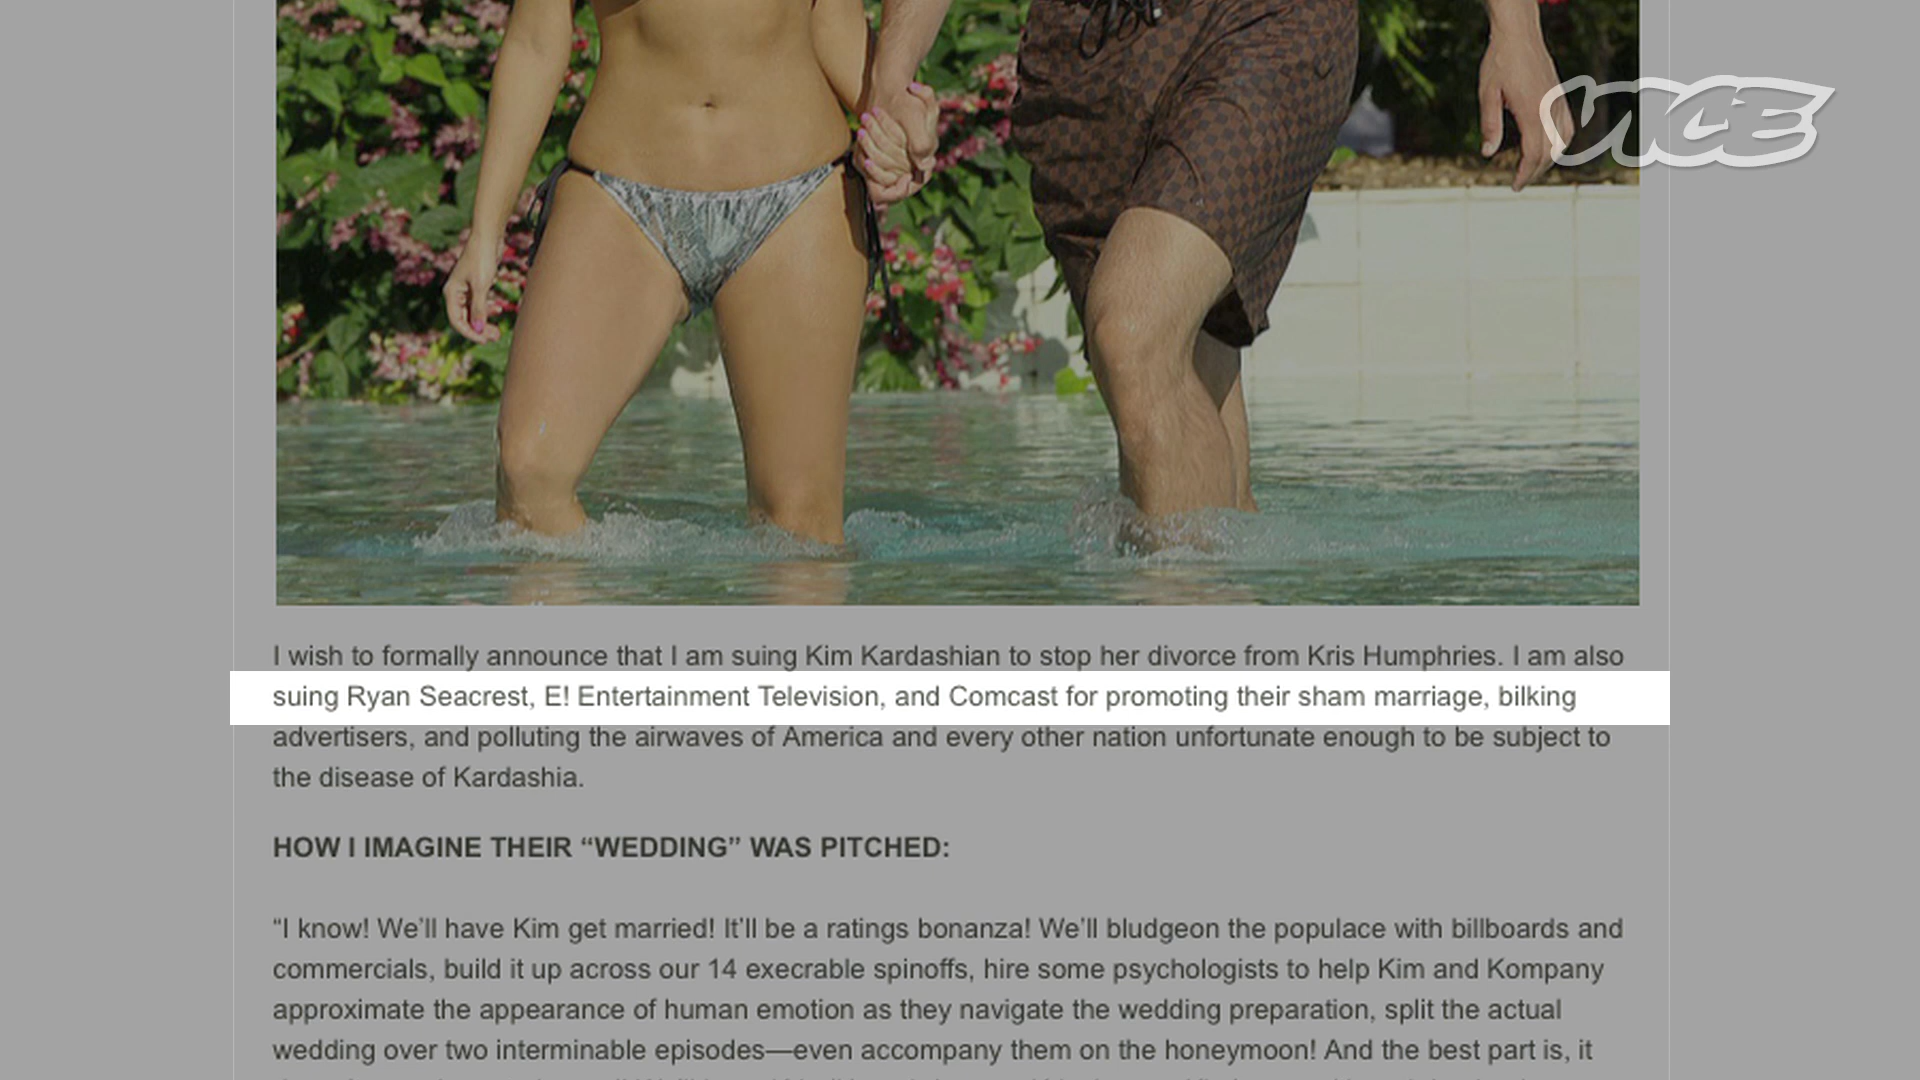 VICE
I wish to formally announce that I am suing Kim Kardashian to stop her divorce from Kris Humphries. I am also
suing Ryan Seacrest, E! Entertainment Television, and Comcast for promoting their sham marriage, bilking
advertisers, and polluting the airwaves of America and every other nation unfortunate enough to be subject to
the disease of Kardashia.
HOW I IMAGINE THEIR “WEDDING” WAS PITCHED:
“I know! We’ll have Kim get married! It’ll be a ratings bonanza! We’ll bludgeon the populace with billboards and
commercials, build it up across our 14 execrable spinoffs, hire some psychologists to help Kim and Kompany
approximate the appearance of human emotion as they navigate the wedding preparation, split the actual
wedding over two interminable episodes—even accompany them on the honeymoon! And the best part is, it